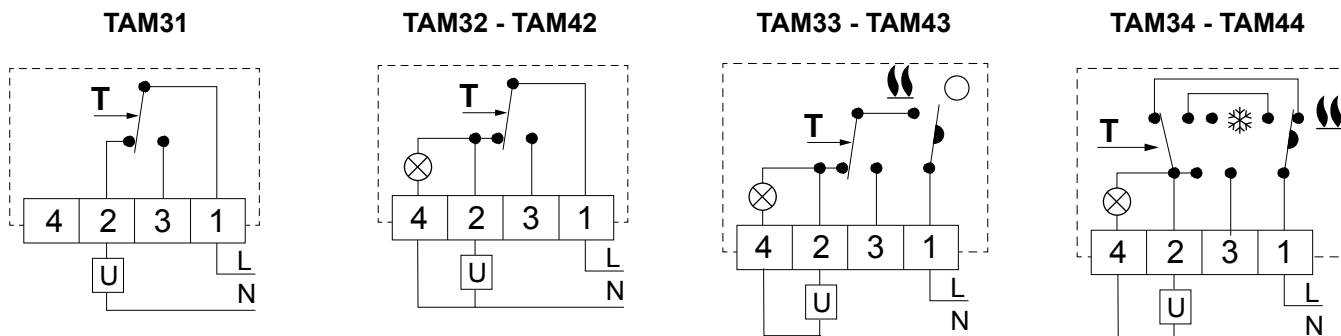 TAM31
TAM32 - TAM42
TAM33 - TAM43
TAM34 - TAM44
T
4 2 3 1
U
L
N
T
4 2 3 1
U
L
N
T
4 2 3 1
U
L
N
T
4 2 3 1
U
L
N